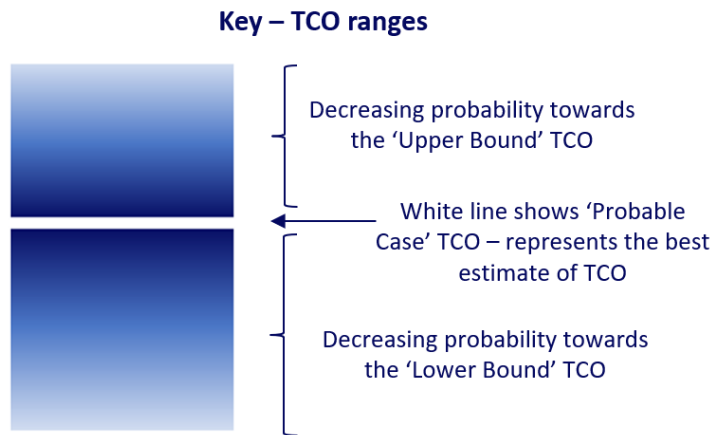 Key – TCO ranges
Decreasing probability towards
the ‘Upper Bound’ TCO
White line shows ‘Probable
Case’ TCO – represents the best
estimate of TCO
Decreasing probability towards
the ‘Lower Bound’ TCO